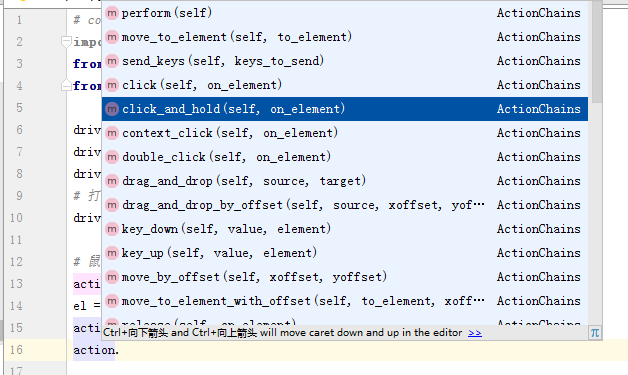 1 # co
2 impo
3 from
4 from
5
6 driv
7 driv
8 driv
9 # 打
10 driv
11
12 # 鼠
13 acti
14 el =
15 acti
16 action.
m perform(self) ActionChains
m move_to_element(self, to_element) ActionChains
m send_keys(self, keys_to_send) ActionChains
m click(self, on_element) ActionChains
m click_and_hold(self, on_element) ActionChains
m context_click(self, on_element) ActionChains
m double_click(self, on_element) ActionChains
m drag_and_drop(self, source, target) ActionChains
m drag_and_drop_by_offset(self, source, xoffset, yof… ActionChains
m key_down(self, value, element) ActionChains
m key_up(self, value, element) ActionChains
m move_by_offset(self, xoffset, yoffset) ActionChains
m move_to_element_with_offset(self, to_element, xoff… ActionChains
m release(self, on_element) ActionChains
Ctrl+向下箭头 and Ctrl+向上箭头 will move caret down and up in the editor >> π